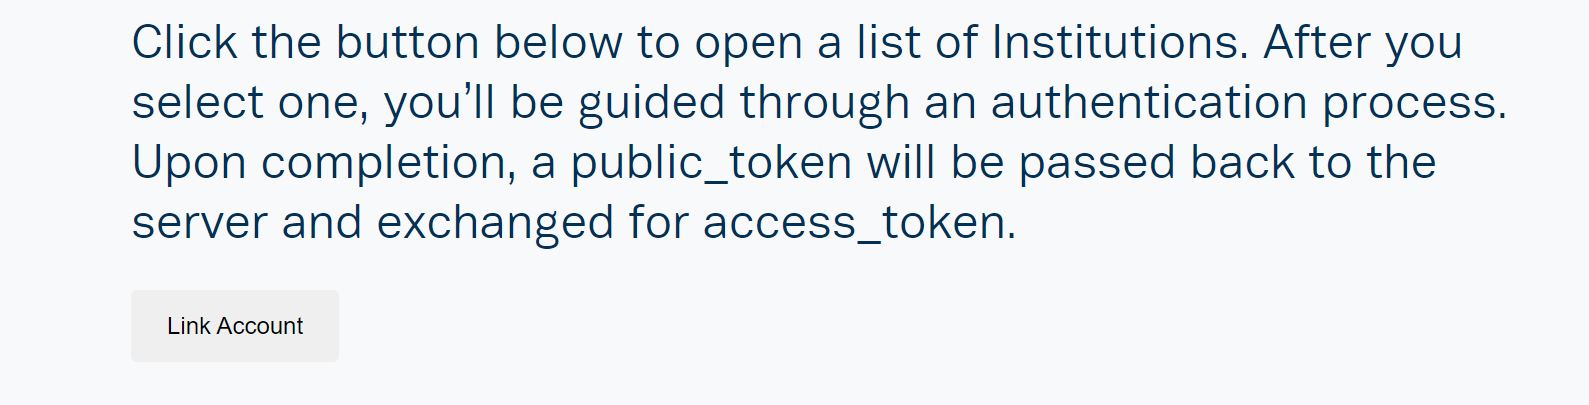 Click the button below to open a list of Institutions. After you
select one, you’ll be guided through an authentication process.
Upon completion, a public_token will be passed back to the
server and exchanged for access_token.
Link Account